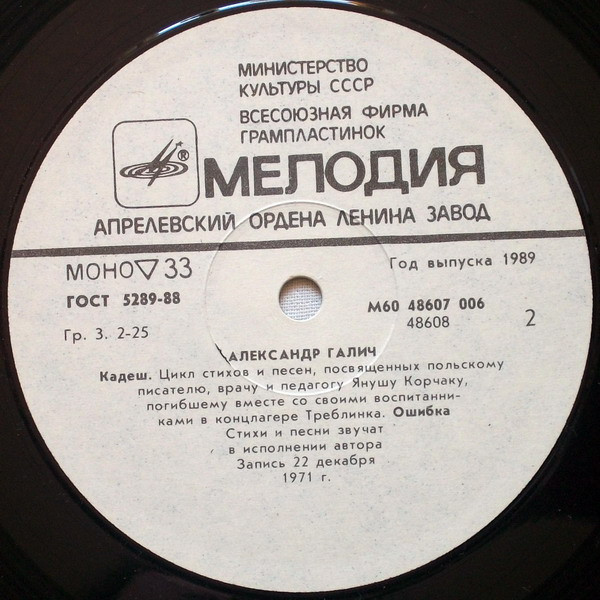 МИНИСТЕРСТВО
КУЛЬТУРЫ СССР
ВСЕСОЮЗНАЯ ФИРМА
ГРАМПЛАСТИНОК
®
МЕЛОДИЯ
АПРЕЛЕВСКИЙ ОРДЕНА ЛЕНИНА ЗАВОД
МОНО ▽ 33
Год выпуска 1989
ГОСТ 5289-88
М60 48607 006
48608
2
Гр. 3. 2-25
АЛЕКСАНДР ГАЛИЧ
Кадеш. Цикл стихов и песен, посвященных польскому
писателю, врачу и педагогу Янушу Корчаку,
погибшему вместе со своими воспитанни-
ками в концлагере Треблинка. Ошибка
Стихи и песни звучат
в исполнении автора
Запись 22 декабря
1971 г.